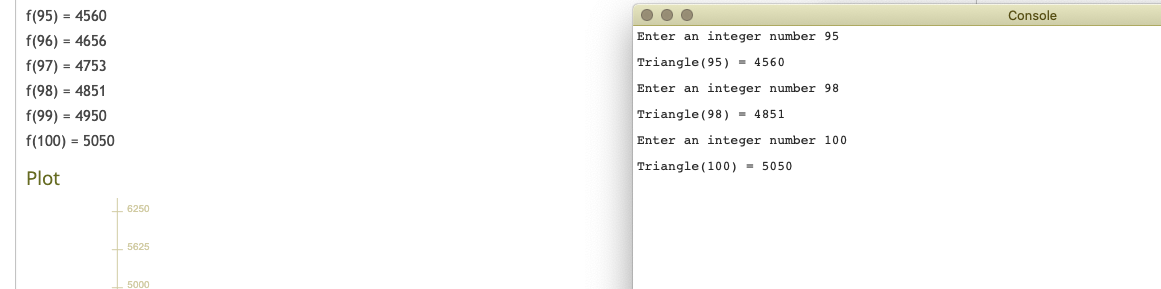 f(95) = 4560
f(96) = 4656
f(97) = 4753
f(98) = 4851
f(99) = 4950
f(100) = 5050
Plot
6250
5625
5000
Console
Enter an integer number 95
Triangle(95) = 4560
Enter an integer number 98
Triangle(98) = 4851
Enter an integer number 100
Triangle(100) = 5050